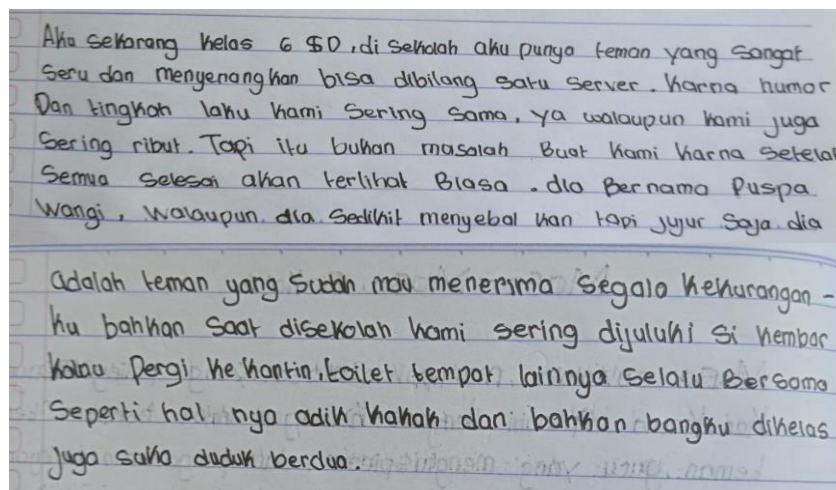 Aku sekarang kelas 6 SD, di sekolah aku punya teman yang sangat
seru dan menyenangkan bisa dibilang satu server. Karna humor
Dan tingkah laku kami sering sama, ya walaupun kami juga
sering ribut. Tapi itu bukan masalah Buat kami karna setela
semua selesai akan terlihat Biasa. dia Bernama Puspa
Wangi, walaupun dia sedikit menyebal kan tapi jujur saja dia
adalah teman yang sudah mau menerima segala kekurangan -
ku bahkan saat disekolah kami sering dijuluki si kembar
kalau pergi ke kantin, toilet tempat lainnya selalu Bersama
seperti hal nya adik kakak dan bahkan bangku dikelas
juga suka duduk berdua.